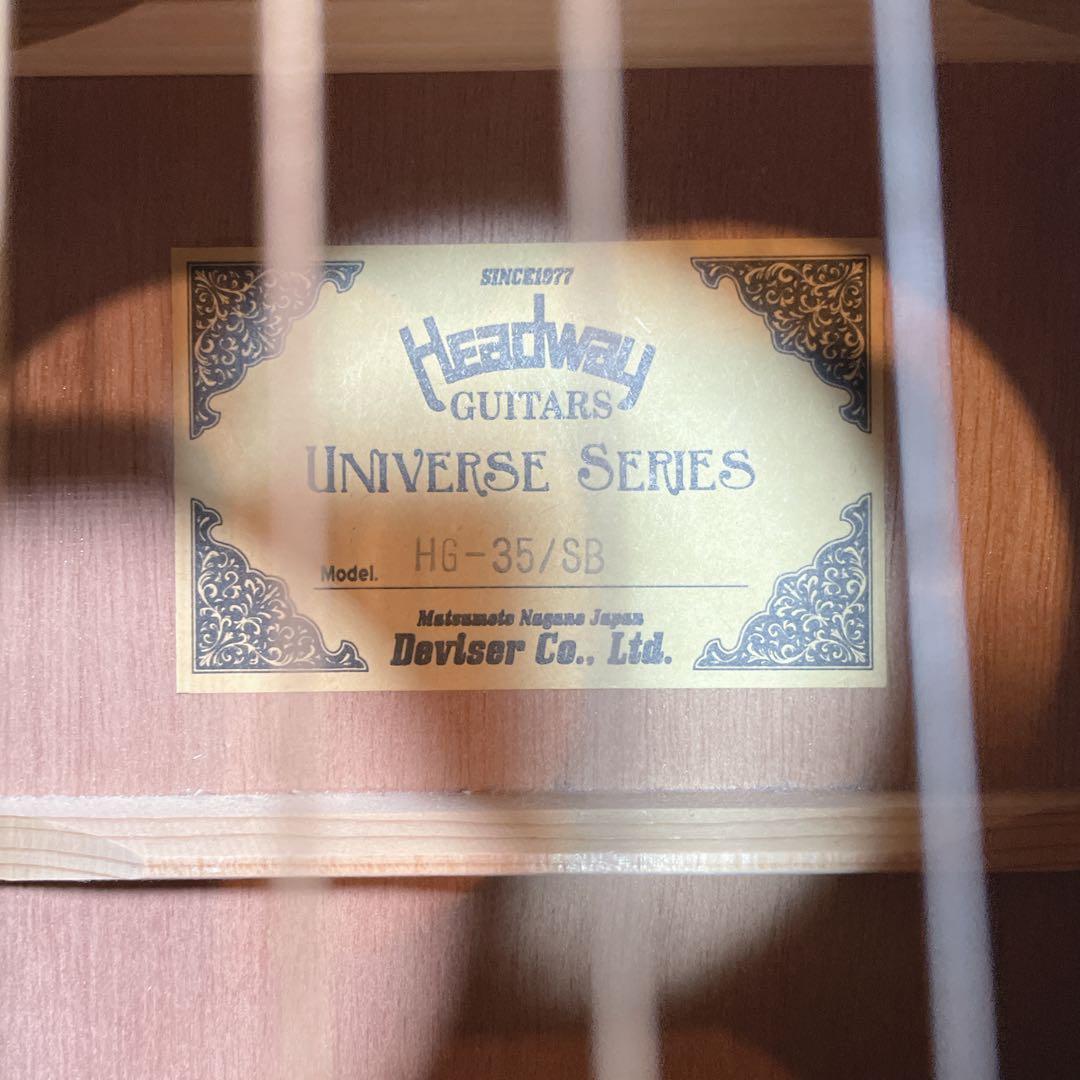 SINCE1977
Headway
GUITARS
UNIVERSE SERIES
Model. HG-35/SB
Matsumoto Nagano Japan
Deviser Co., Ltd.